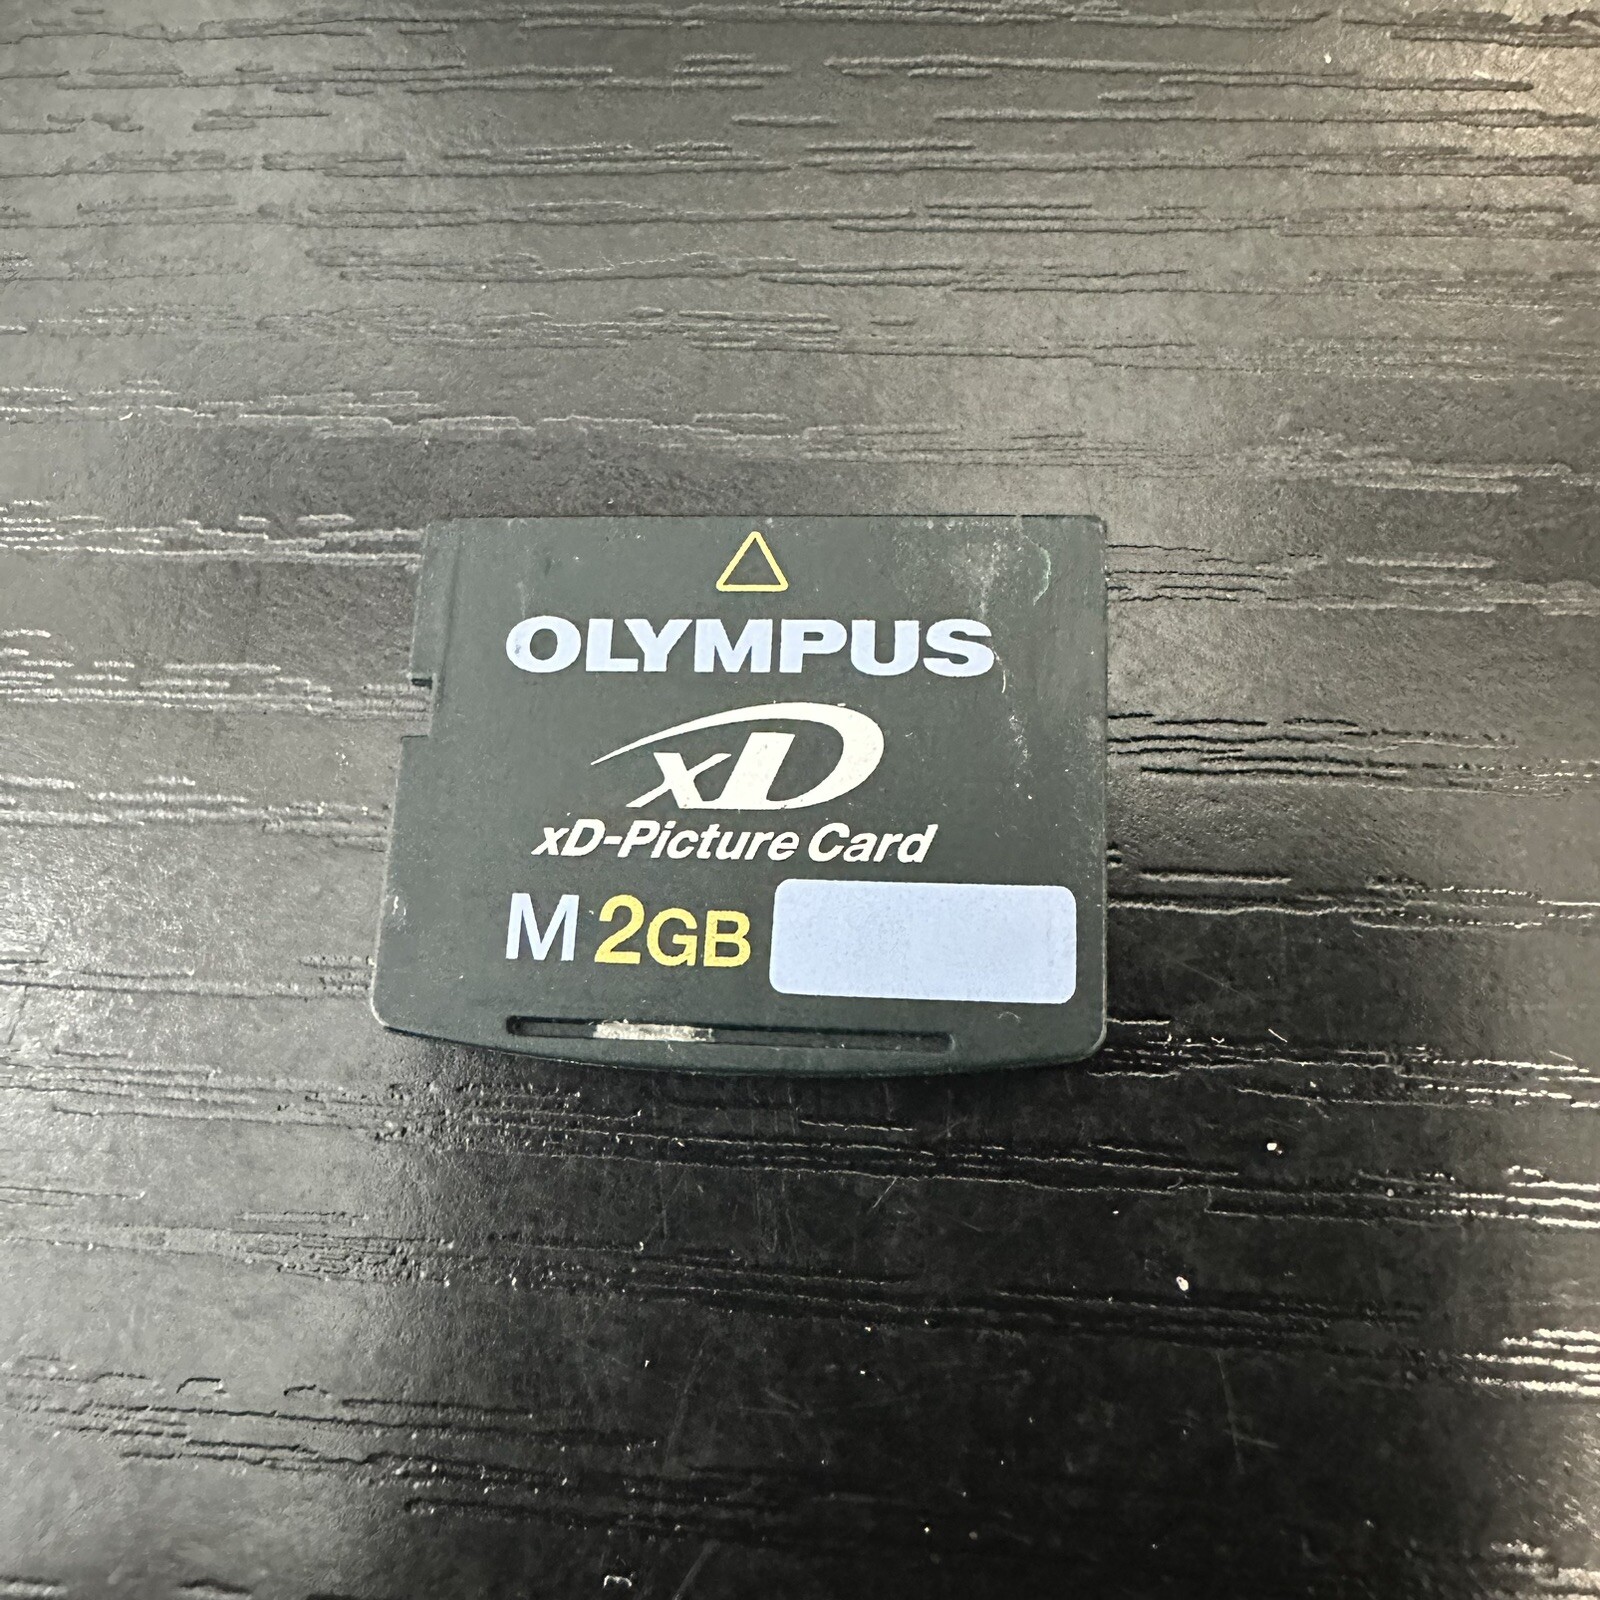 OLYMPUS
xD
xD-Picture Card
M 2GB